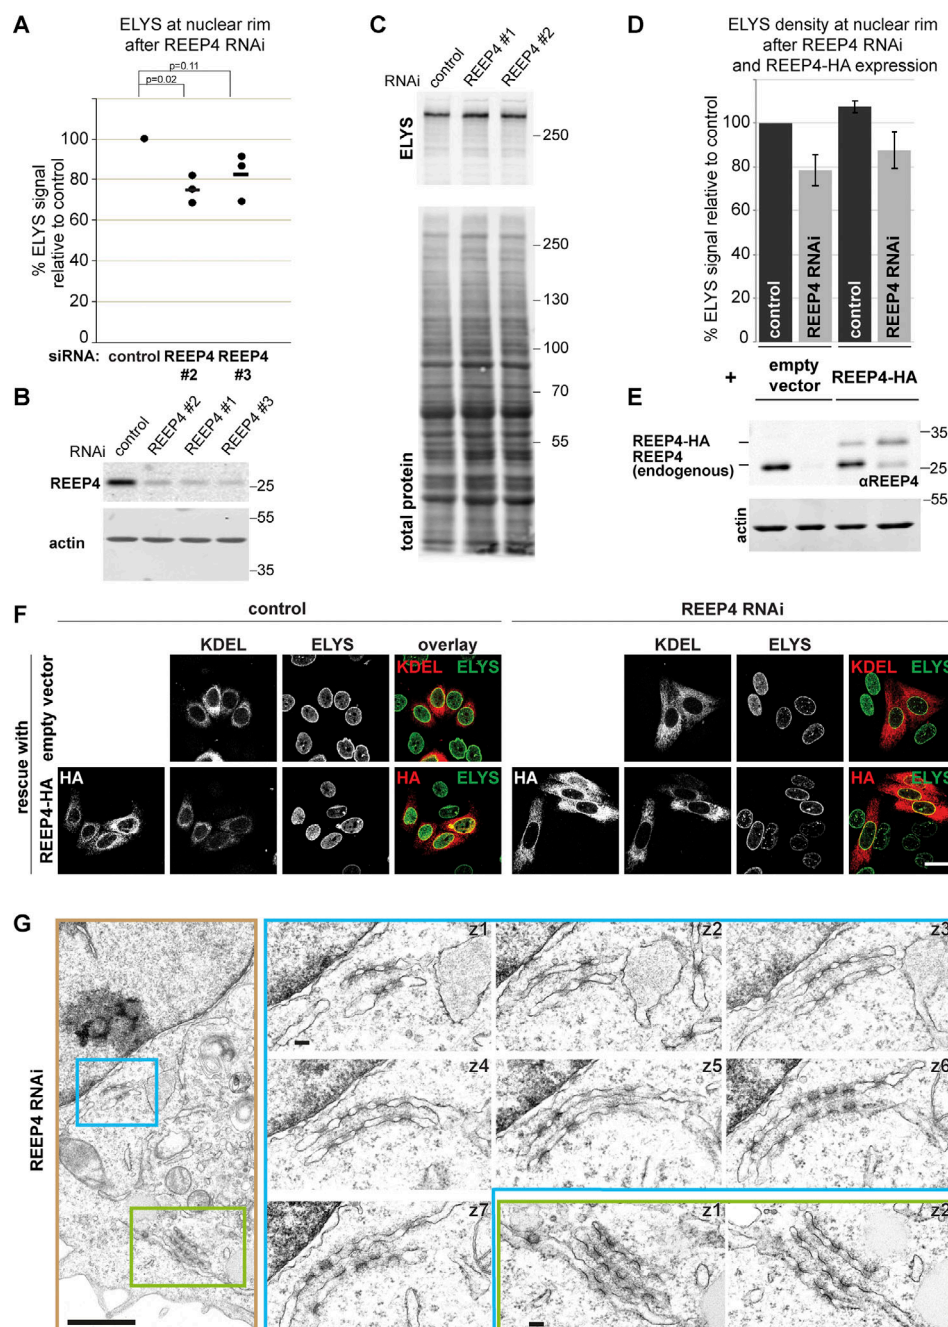 A
ELYS at nuclear rim
after REEP4 RNAi
p=0.11
p=0.02
% ELYS signal
relative to control
100
80
60
40
20
0
siRNA: control REEP4 REEP4
#2 #3
B
RNAi
control
REEP4 #2
REEP4 #1
REEP4 #3
REEP4
–25
–55
actin
–35
C
RNAi
control
REEP4 #1
REEP4 #2
ELYS
– 250
total protein
– 250
– 130
– 100
– 70
– 55
D
ELYS density at nuclear rim
after REEP4 RNAi
and REEP4-HA expression
% ELYS signal relative to control
100
80
60
40
20
0
control
REEP4 RNAi
control
REEP4 RNAi
+ empty
vector
REEP4-HA
E
REEP4-HA –
REEP4 –
(endogenous)
35
–25
αREEP4
55
actin
F
control
REEP4 RNAi
KDEL ELYS overlay
KDEL ELYS
rescue with
empty vector
REEP4-HA
KDEL ELYS
KDEL ELYS
HA
HA ELYS
HA
HA ELYS
G
REEP4 RNAi
z1
z2
z3
z4
z5
z6
z7
z1
z2